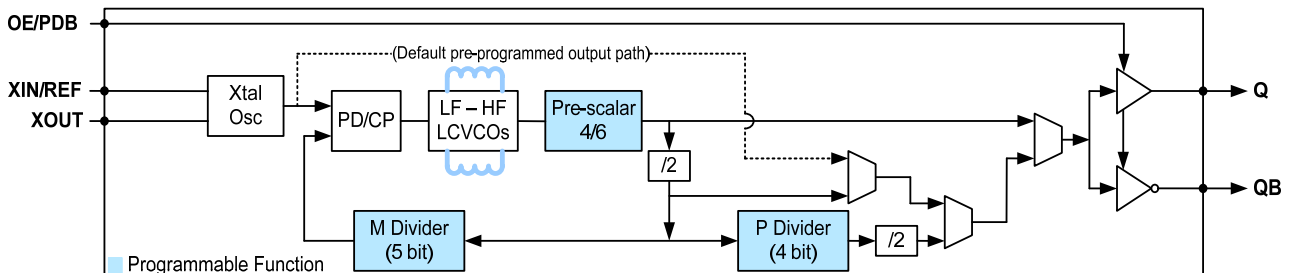 OE/PDB
(Default pre-programmed output path)
XIN/REF
XOUT
Xtal
Osc
PD/CP
LF – HF
LCVCOs
Pre-scalar
4/6
/2
M Divider
(5 bit)
P Divider
(4 bit)
/2
Q
QB
Programmable Function